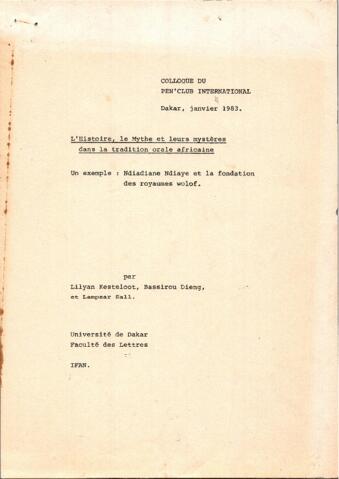 COLLOQUE DU
PEN'CLUB INTERNATIONAL
Dakar, janvier 1983.
L'Histoire, le Mythe et leurs mystères
dans la tradition orale africaine
Un exemple : Ndiadiane Ndiaye et la fondation
des royaumes wolof.
par
Lilyan Kesteloot, Bassirou Dieng,
et Lampsar Sall.
Université de Dakar
Faculté des Lettres
IFAN.